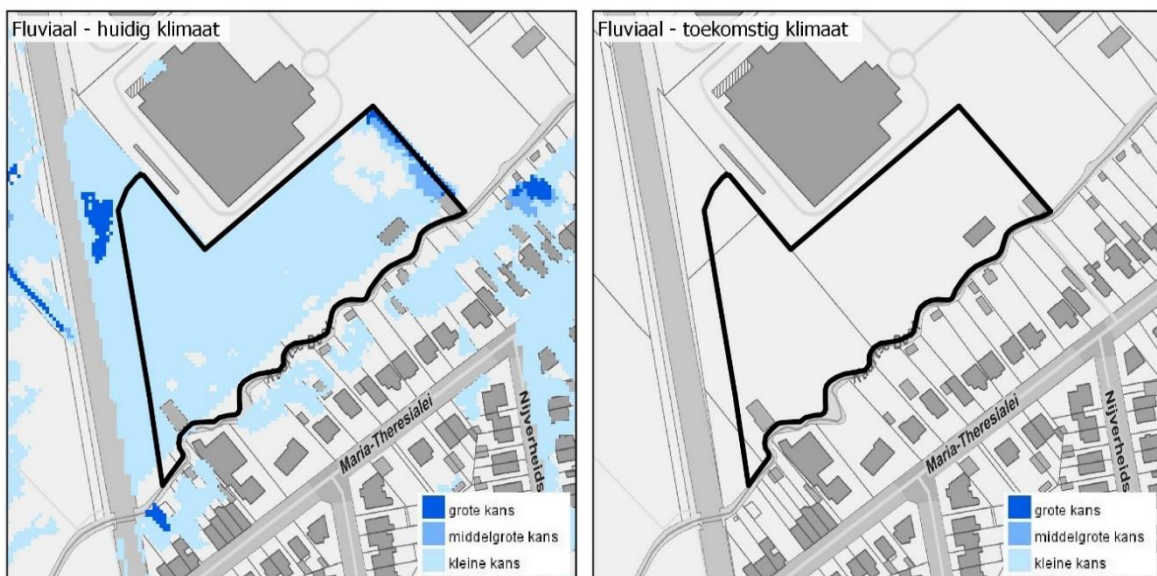 Fluviaal - huidig klimaat
Maria-Theresialei
Nijverheids
grote kans
middelgrote kans
kleine kans
Fluviaal - toekomstig klimaat
Maria-Theresialei
Nijverheids
grote kans
middelgrote kans
kleine kans